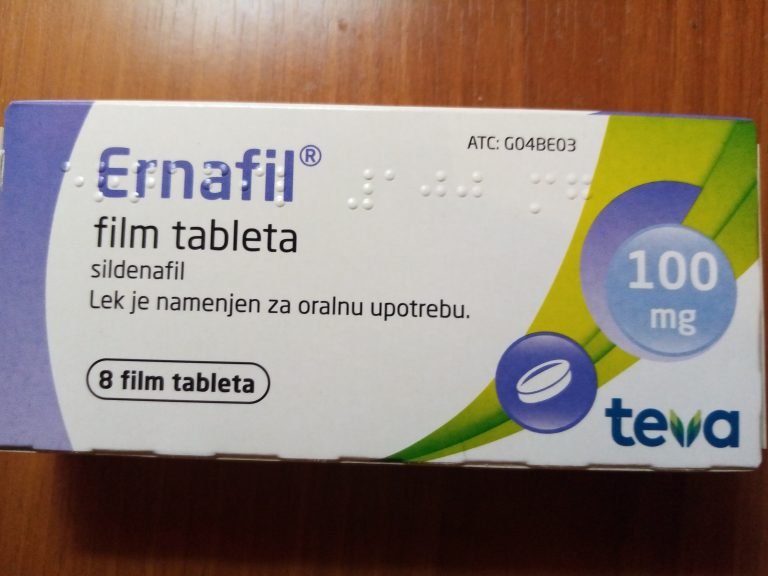 Ernafil®
ATC: G04BE03
film tableta
sildenafil
Lek je namenjen za oralnu upotrebu.
100
mg
8 film tableta
teva